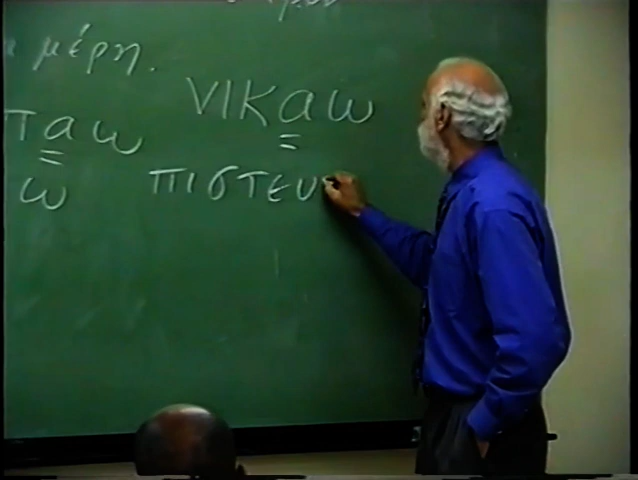 μέρη.
νικαω
παω
πιστευ
ω